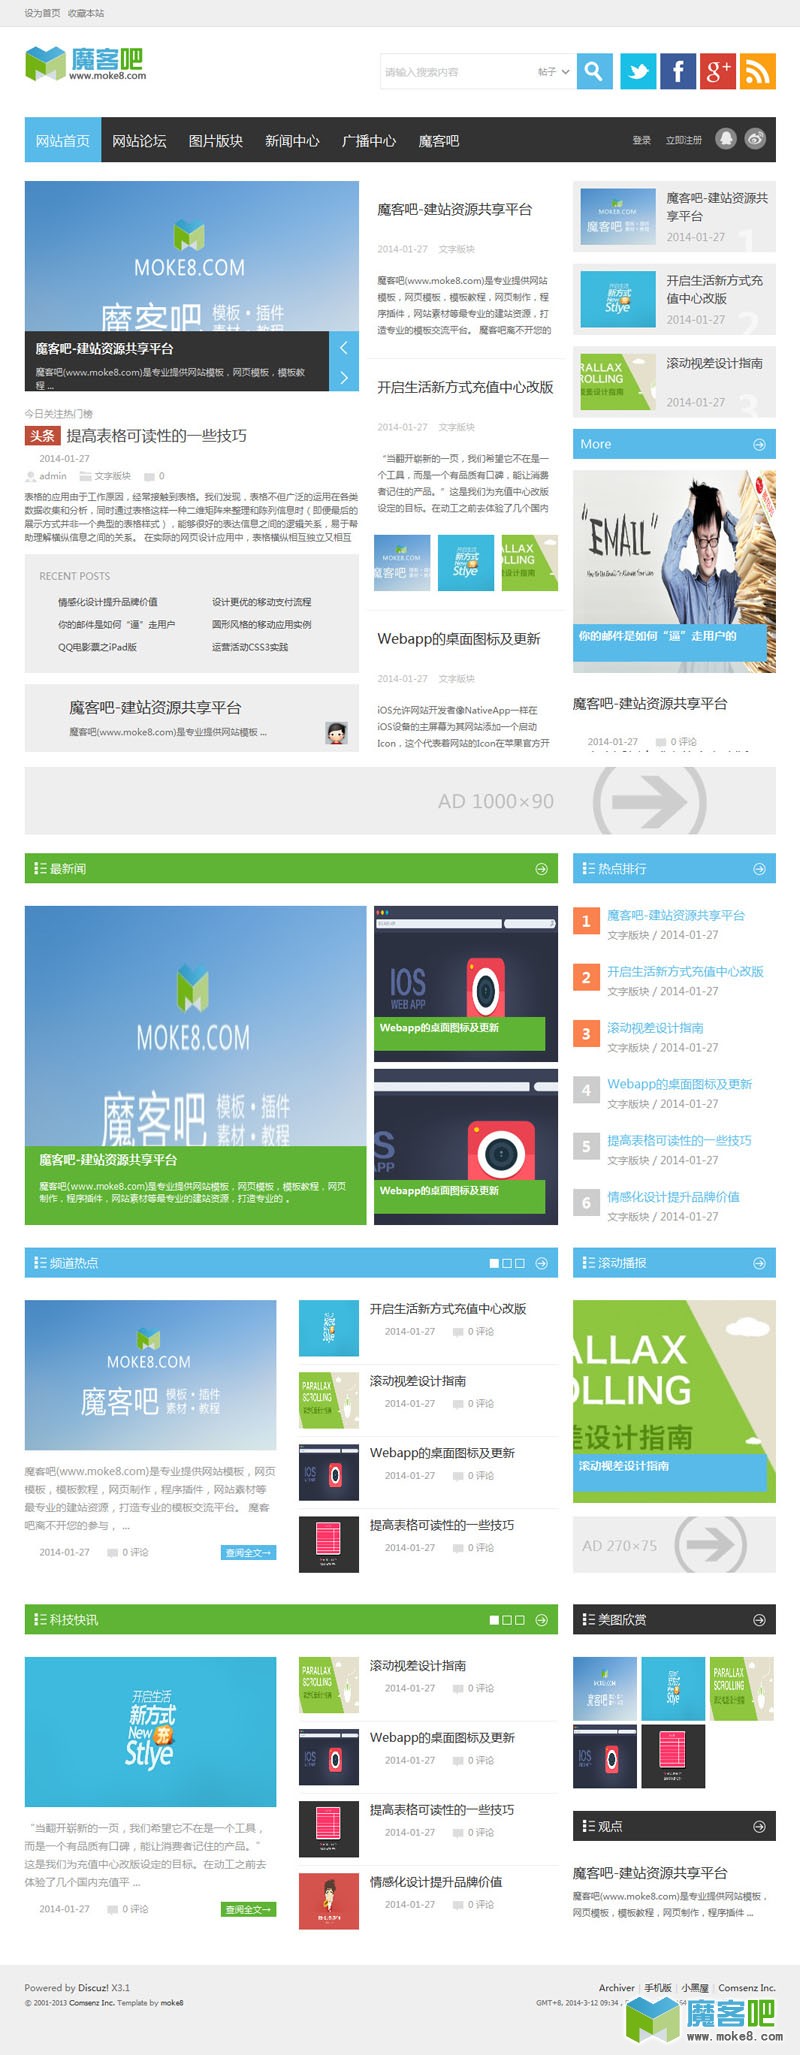 设为首页 收藏本站
魔客吧
www.moke8.com
请输入搜索内容 帖子
网站首页 网站论坛 图片版块 新闻中心 广播中心 魔客吧 登录 立即注册
MOKE8.COM
魔客吧 模板·插件
素材·教程
魔客吧-建站资源共享平台
魔客吧(www.moke8.com)是专业提供网站模板，网页模板，模板教
程 ...
今日关注热门榜
头条 提高表格可读性的一些技巧
2014-01-27
admin 文字版块 0
表格的应用由于工作原因，经常接触到表格。我们发现，表格不但广泛的运用在各类
数据收集和分析，同时通过表格这样一种二维矩阵来整理和陈列信息时（即便最后的
展示方式并非一个典型的表格样式），能够很好的表达信息之间的逻辑关系，易于帮
助理解横纵信息之间的关系。 在实际的网页设计应用中，表格横纵相互独立又相互
RECENT POSTS
情感化设计提升品牌价值 设计更优的移动支付流程
你的邮件是如何“逼”走用户 圆形风格的移动应用实例
QQ电影票之iPad版 运营活动CSS3实践
魔客吧-建站资源共享平台
魔客吧(www.moke8.com)是专业提供网站模板 ...
魔客吧-建站资源共享平台
2014-01-27 文字版块
魔客吧(www.moke8.com)是专业提供网站
模板，网页模板，模板教程，网页制作，程
序插件，网站素材等最专业的建站资源，打
造专业的模板交流平台。 魔客吧离不开您的
开启生活新方式充值中心改版
2014-01-27 文字版块
“当翻开崭新的一页，我们希望它不在是一
个工具，而是一个有品质有口碑，能让消费
者记住的产品。”这是我们为充值中心改版
设定的目标。在动工之前去体验了几个国内
Webapp的桌面图标及更新
2014-01-27 文字版块
iOS允许网站开发者像NativeApp一样在
iOS设备的主屏幕为其网站添加一个启动
Icon，这个代表着网站的Icon在苹果官方开
魔客吧-建站资源共享平台
2014-01-27 1
开启生活新方式充值中心改版
2014-01-27 2
滚动视差设计指南
2014-01-27 3
More
"EMAIL"
你的邮件是如何“逼”走用户的
魔客吧-建站资源共享平台
2014-01-27 0 评论
AD 1000×90
最新闻
MOKE8.COM
魔客吧 模板·插件
素材·教程
魔客吧-建站资源共享平台
魔客吧(www.moke8.com)是专业提供网站模板，网页模板，模板教程，网页
制作，程序插件，网站素材等最专业的建站资源，打造专业的 。
IOS
WEB APP
Webapp的桌面图标及更新
Webapp的桌面图标及更新
热点排行
1 魔客吧-建站资源共享平台
文字版块 / 2014-01-27
2 开启生活新方式充值中心改版
文字版块 / 2014-01-27
3 滚动视差设计指南
文字版块 / 2014-01-27
4 Webapp的桌面图标及更新
文字版块 / 2014-01-27
5 提高表格可读性的一些技巧
文字版块 / 2014-01-27
6 情感化设计提升品牌价值
文字版块 / 2014-01-27
频道热点
MOKE8.COM
魔客吧 模板·插件
素材·教程
魔客吧(www.moke8.com)是专业提供网站模板，网页
模板，模板教程，网页制作，程序插件，网站素材等
最专业的建站资源，打造专业的模板交流平台。 魔客
吧离不开您的参与， ...
2014-01-27 0 评论 查阅全文→
开启生活新方式充值中心改版
2014-01-27 0 评论
滚动视差设计指南
2014-01-27 0 评论
Webapp的桌面图标及更新
2014-01-27 0 评论
提高表格可读性的一些技巧
2014-01-27 0 评论
滚动播报
ALLAX
OLLING
差设计指南
滚动视差设计指南
AD 270×75
科技快讯
开启生活
新方式
New 充
Stlye
“当翻开崭新的一页，我们希望它不在是一个工具，
而是一个有品质有口碑，能让消费者记住的产品。”
这是我们为充值中心改版设定的目标。在动工之前去
体验了几个国内充值平 ...
2014-01-27 0 评论 查阅全文→
滚动视差设计指南
2014-01-27 0 评论
Webapp的桌面图标及更新
2014-01-27 0 评论
提高表格可读性的一些技巧
2014-01-27 0 评论
情感化设计提升品牌价值
2014-01-27 0 评论
美图欣赏
观点
魔客吧-建站资源共享平台
魔客吧(www.moke8.com)是专业提供网站模板，
网页模板，模板教程，网页制作，程序插件 ...
Powered by Discuz! X3.1
© 2001-2013 Comsenz Inc. Template by moke8
Archiver 手机版 小黑屋 Comsenz Inc.
GMT+8, 2014-3-12 09:34
魔客吧
www.moke8.com